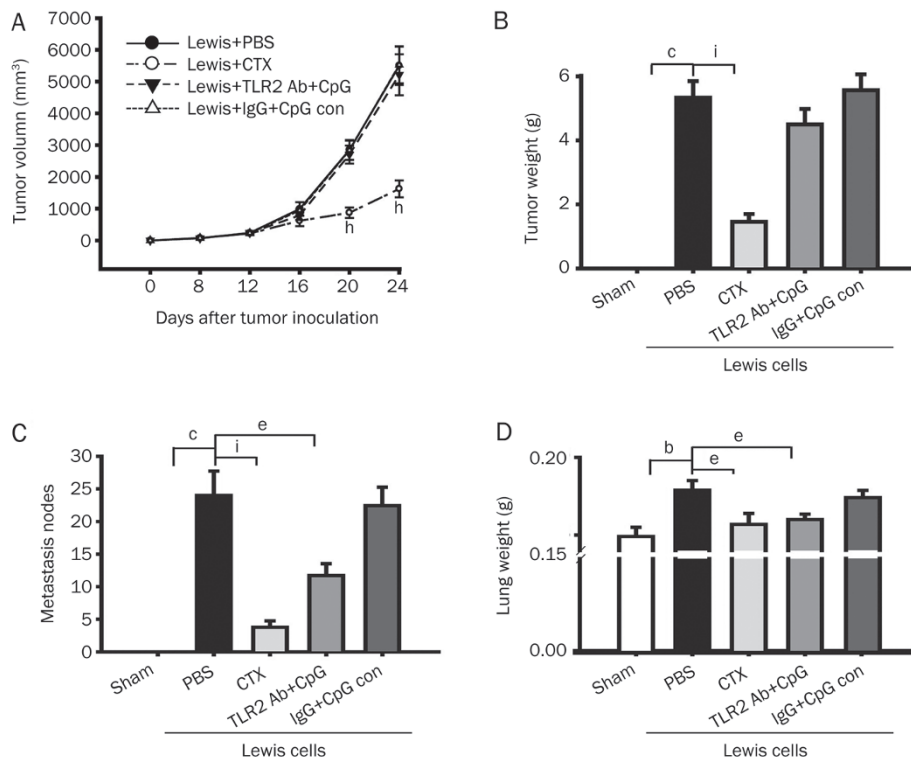 A
Tumor volumn (mm³)
7000
6000
5000
4000
3000
2000
1000
0
Lewis+PBS
Lewis+CTX
Lewis+TLR2 Ab+CpG
Lewis+IgG+CpG con
h
h
0 8 12 16 20 24
Days after tumor inoculation
B
c i
Tumor weight (g)
6
4
2
0
Sham PBS CTX TLR2 Ab+CpG IgG+CpG con
Lewis cells
C
e
c i
Metastasis nodes
30
25
20
15
10
5
0
Sham PBS CTX TLR2 Ab+CpG IgG+CpG con
Lewis cells
D
e
b e
Lung weight (g)
0.20
0.15
0.00
Sham PBS CTX TLR2 Ab+CpG IgG+CpG con
Lewis cells